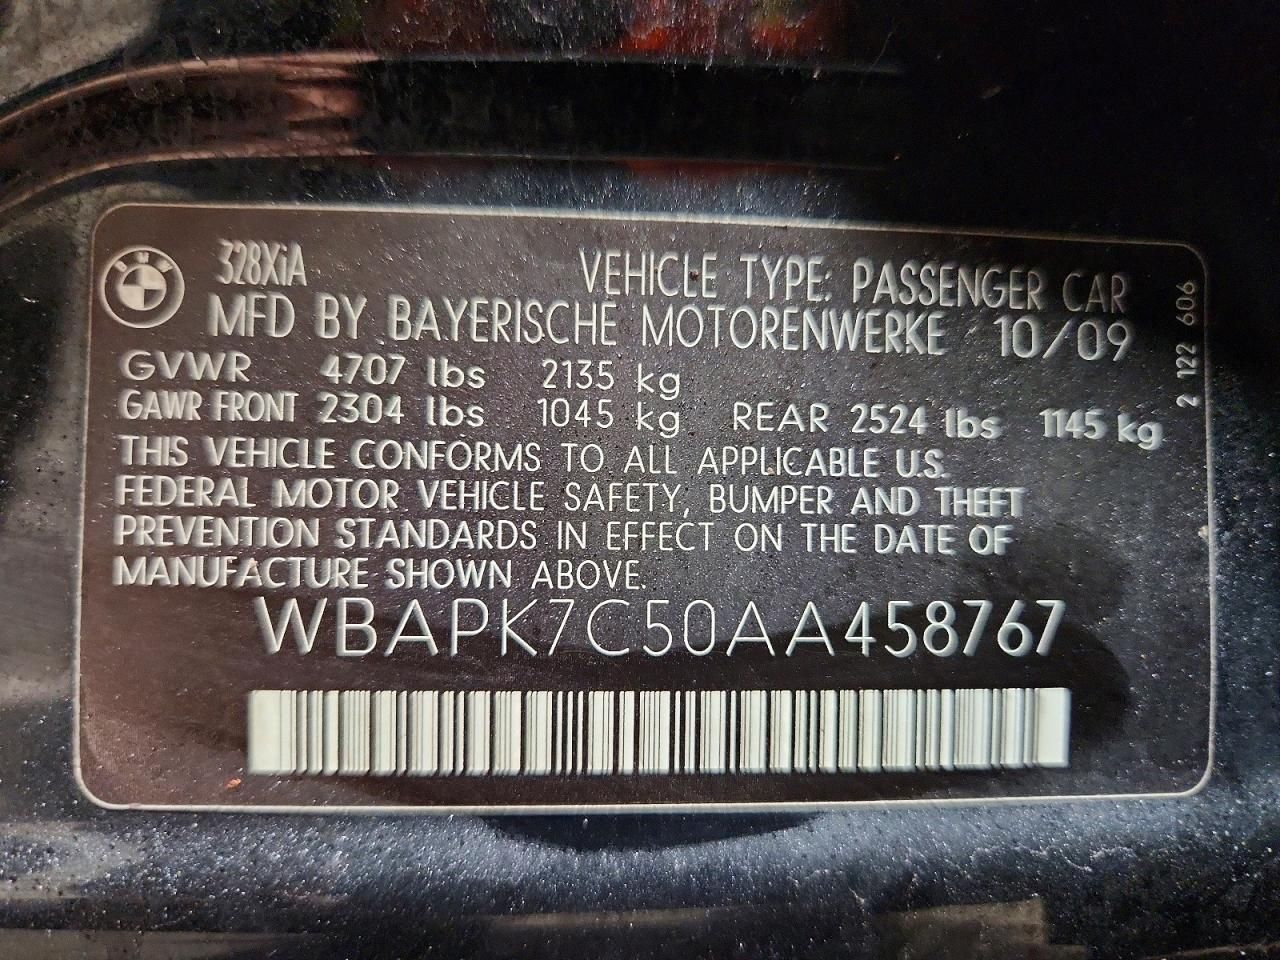 BMW
328XiA
VEHICLE TYPE: PASSENGER CAR
MFD BY BAYERISCHE MOTORENWERKE 10/09
GVWR 4707 lbs 2135 kg
GAWR FRONT 2304 lbs 1045 kg REAR 2524 lbs 1145 kg
THIS VEHICLE CONFORMS TO ALL APPLICABLE U.S.
FEDERAL MOTOR VEHICLE SAFETY, BUMPER AND THEFT
PREVENTION STANDARDS IN EFFECT ON THE DATE OF
MANUFACTURE SHOWN ABOVE.
WBAPK7C50AA458767
2 122 606